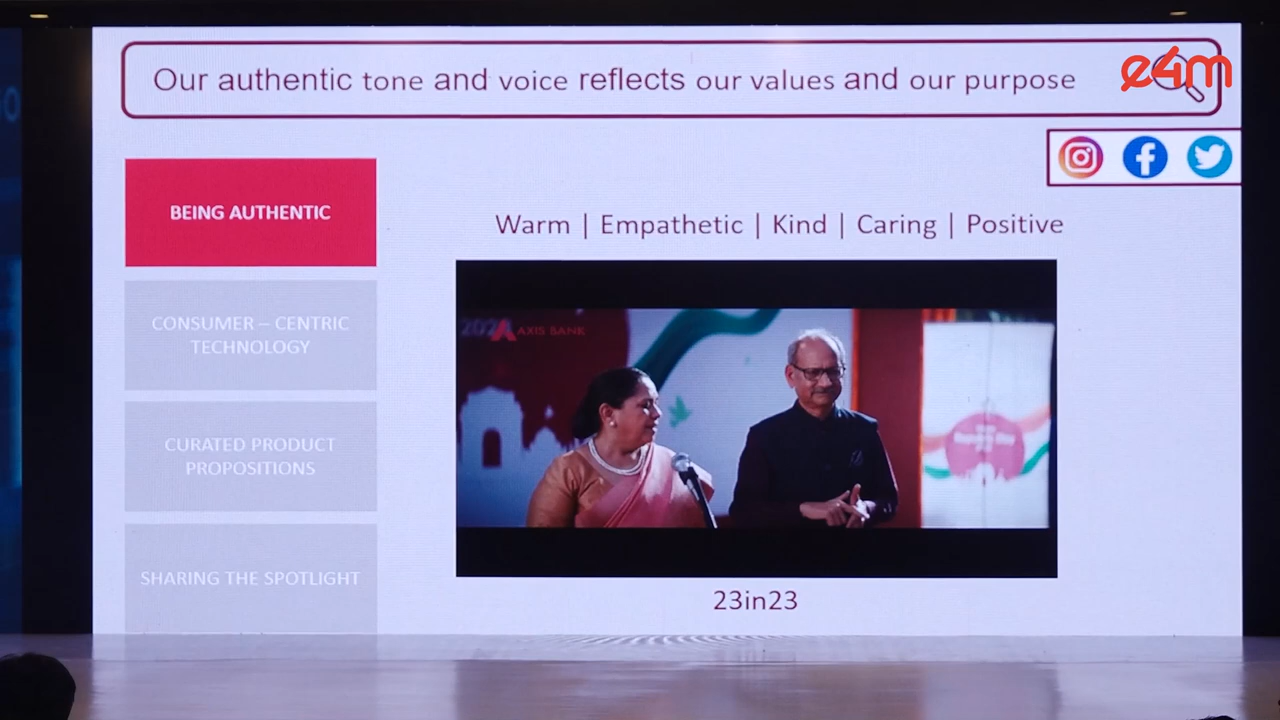 Our authentic tone and voice reflects our values and our purpose
e4m
BEING AUTHENTIC
Warm | Empathetic | Kind | Caring | Positive
CONSUMER – CENTRIC
TECHNOLOGY
AXIS BANK
CURATED PRODUCT
PROPOSITIONS
SHARING THE SPOTLIGHT
23in23